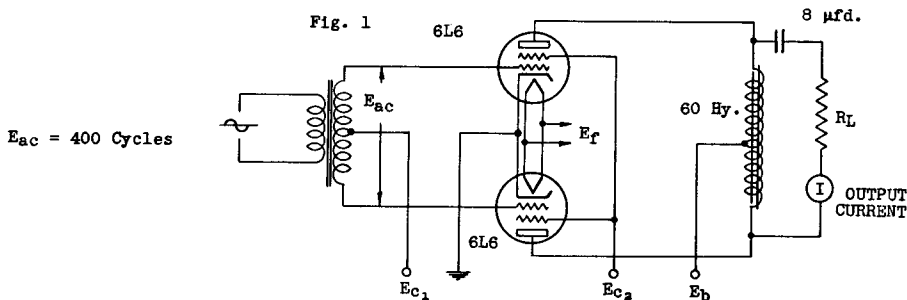 Fig. 1
6L6
8 μfd.
Eac = 400 Cycles
Eac
Ef
60 Hy.
RL
I
OUTPUT
CURRENT
6L6
Ec1
Ec2
Eb